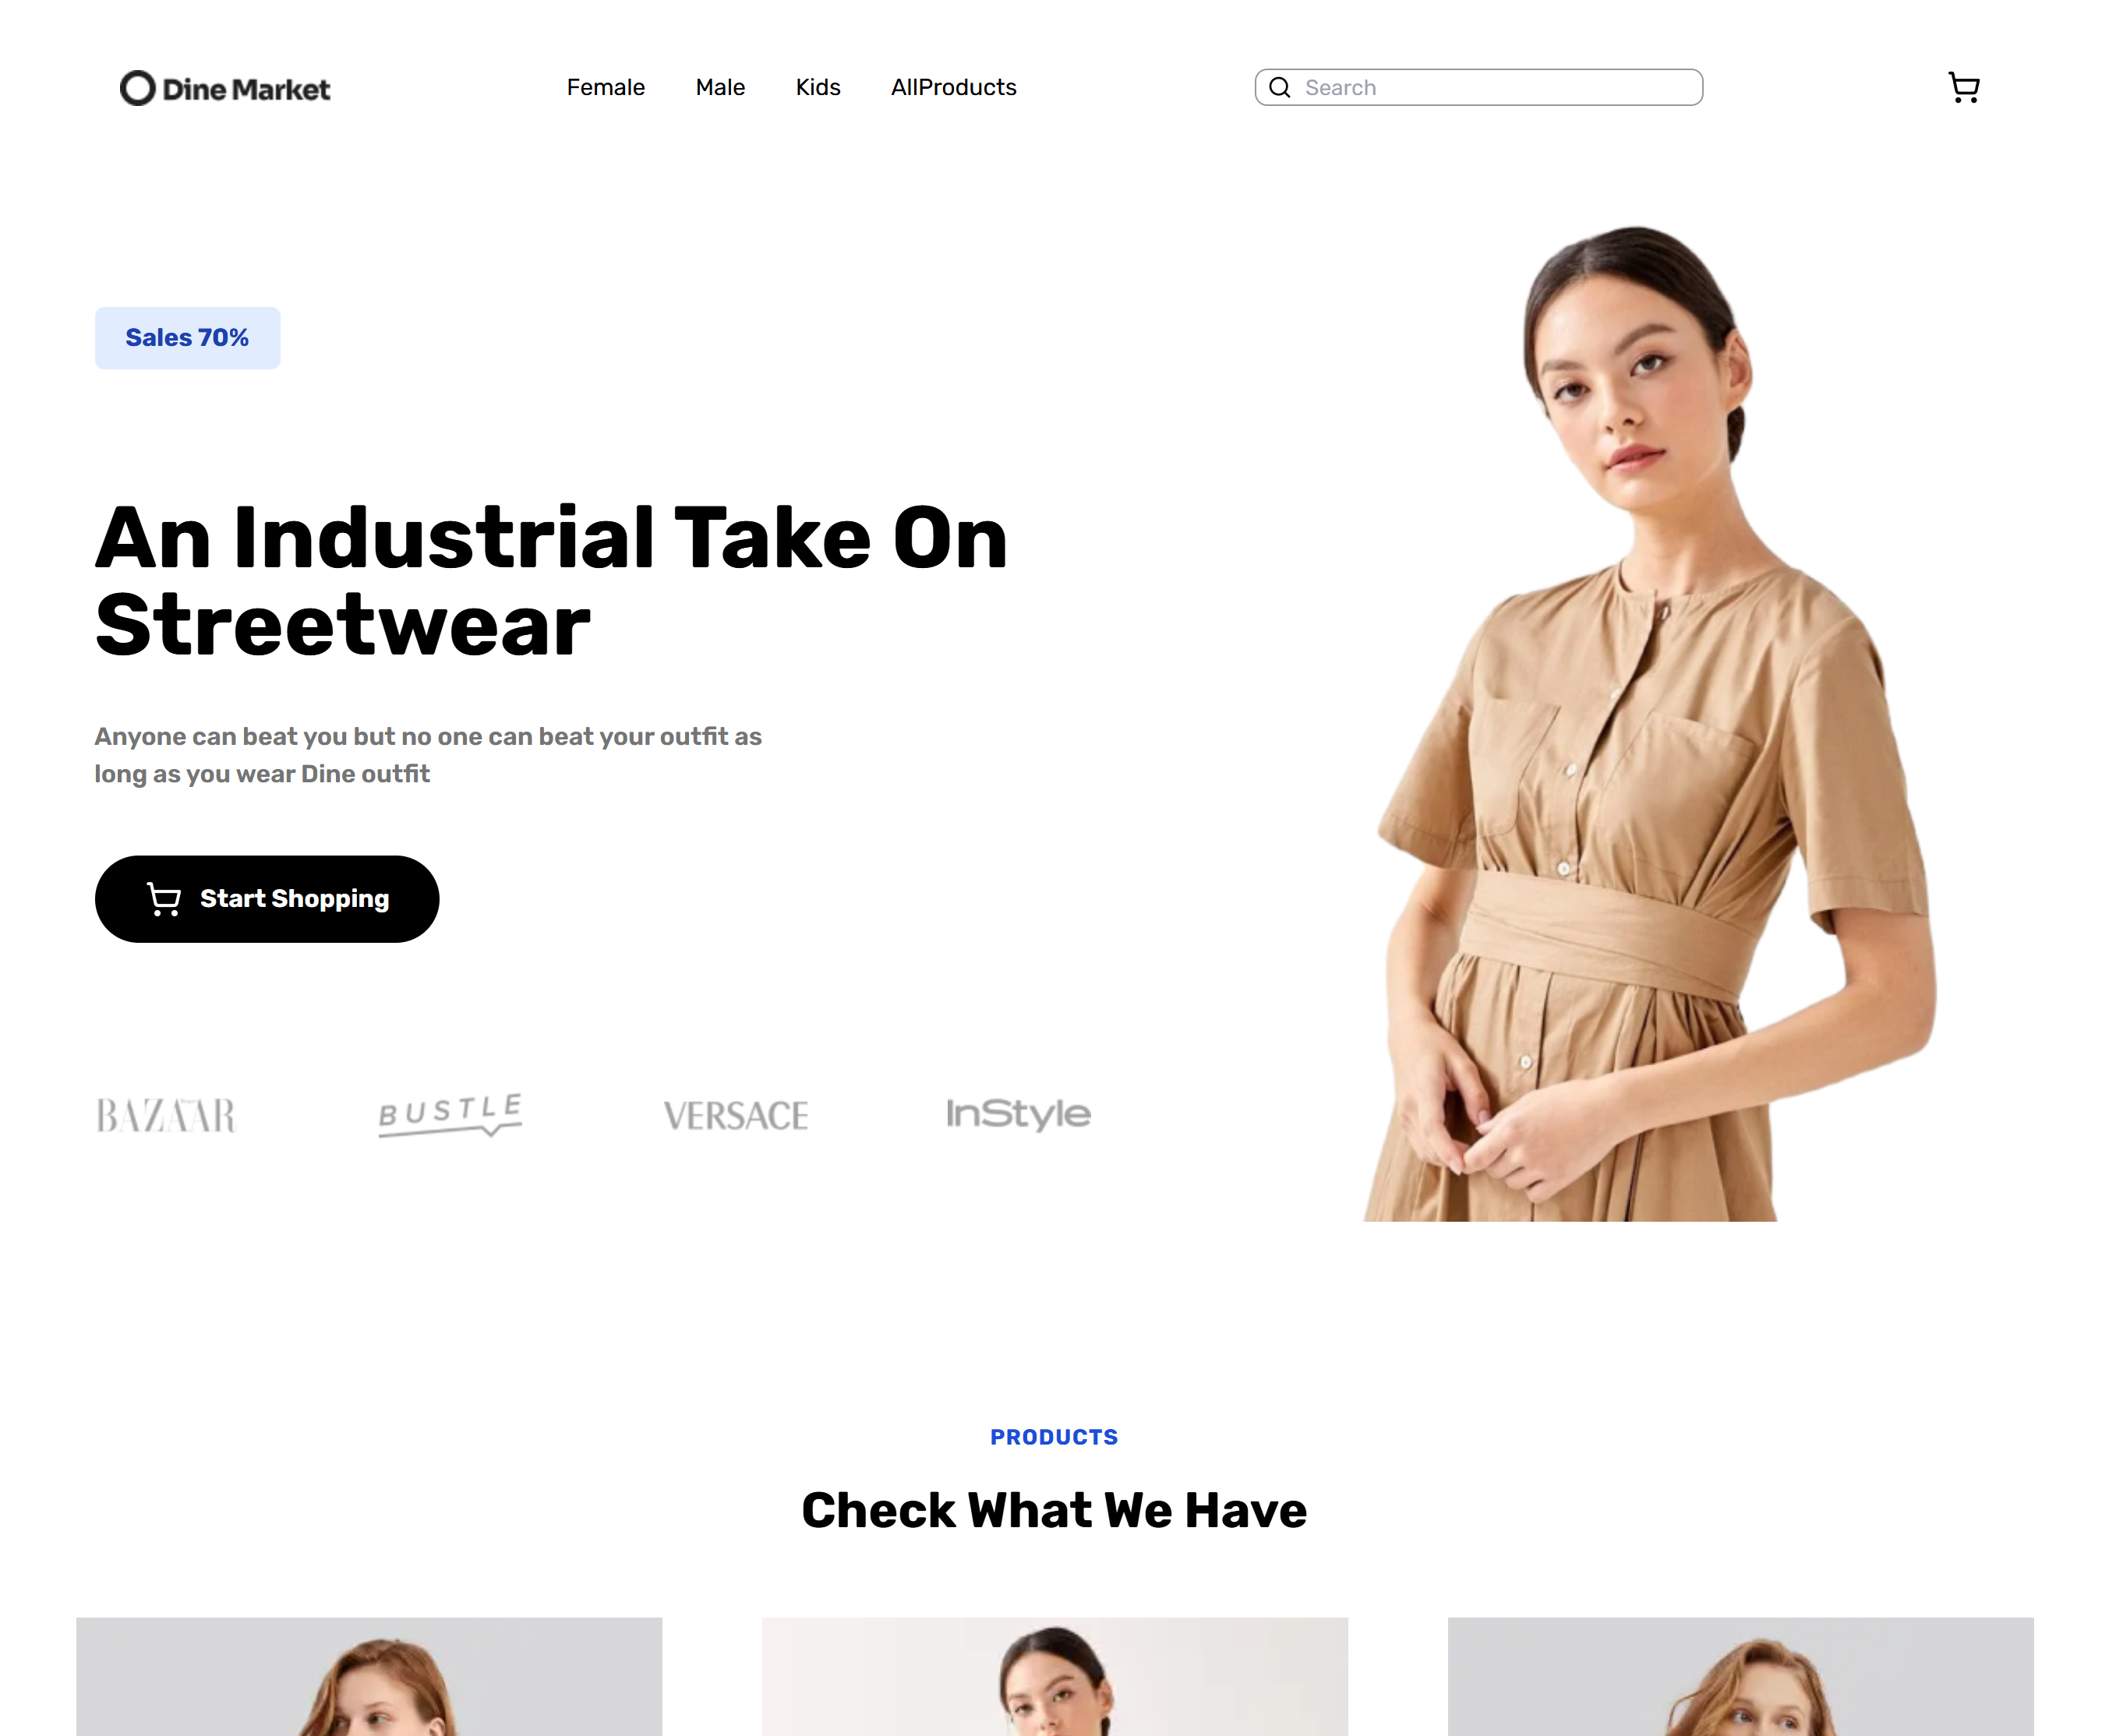 Dine Market
Female
Male
Kids
AllProducts
Search
Sales 70%
An Industrial Take On
Streetwear
Anyone can beat you but no one can beat your outfit as
long as you wear Dine outfit
Start Shopping
BAZAAR
BUSTLE
VERSACE
InStyle
PRODUCTS
Check What We Have